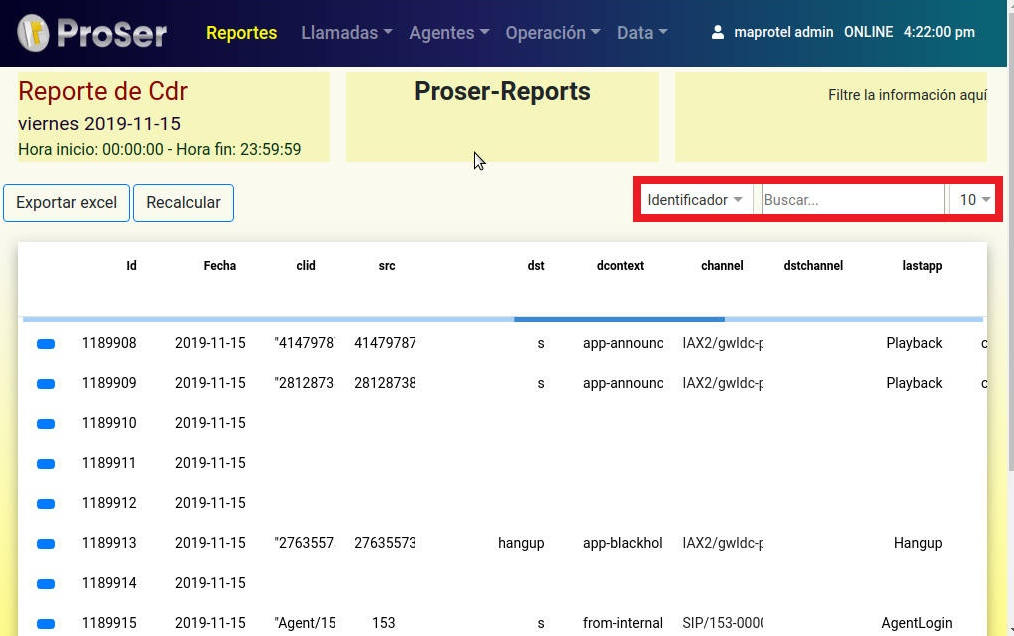 ProSer Reportes Llamadas Agentes Operación Data maprotel admin ONLINE 4:22:00 pm
Reporte de Cdr
viernes 2019-11-15
Hora inicio: 00:00:00 - Hora fin: 23:59:59
Proser-Reports
Filtre la información aquí
Exportar excel Recalcular Identificador Buscar... 10
Id Fecha clid src dst dcontext channel dstchannel lastapp
1189908 2019-11-15 "4147978 41479787 s app-announc IAX2/gwldc-p Playback c
1189909 2019-11-15 "2812873 28128738 s app-announc IAX2/gwldc-p Playback c
1189910 2019-11-15
1189911 2019-11-15
1189912 2019-11-15
1189913 2019-11-15 "2763557 27635573 hangup app-blackhol IAX2/gwldc-p Hangup
1189914 2019-11-15
1189915 2019-11-15 "Agent/15 153 s from-internal SIP/153-0000 AgentLogin